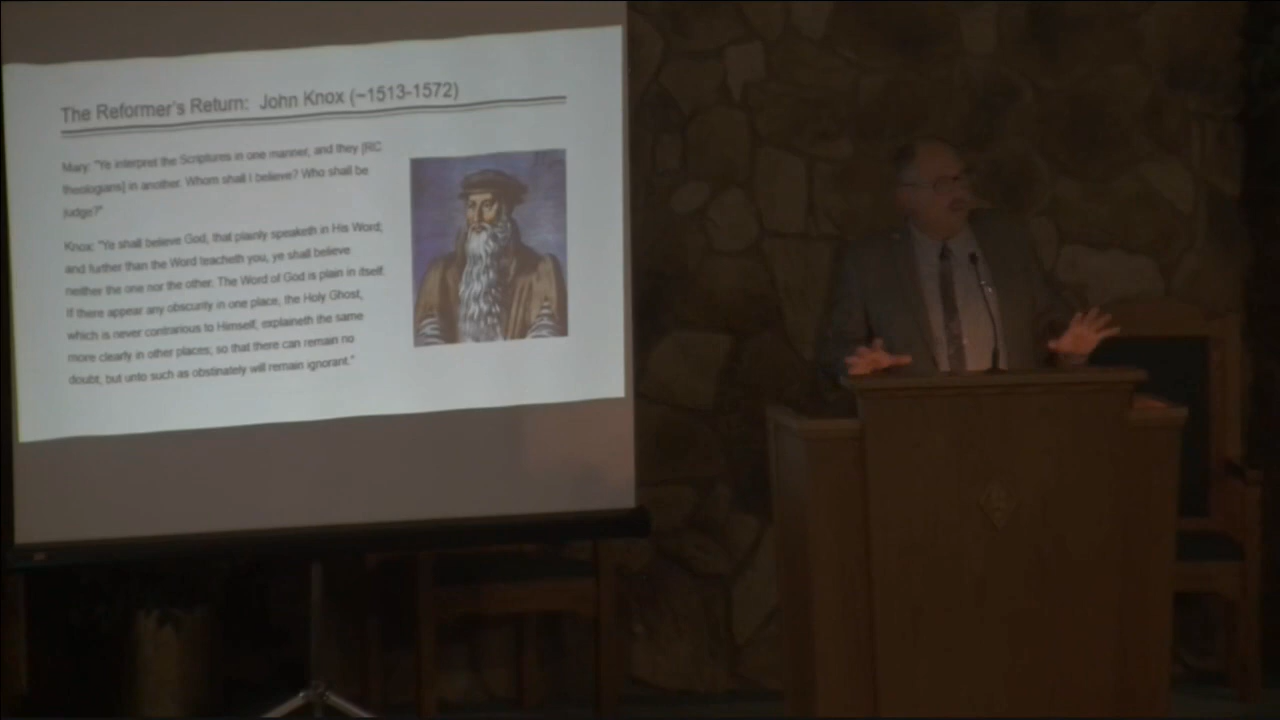 The Reformer's Return: John Knox (~1513-1572)
Mary: "Ye interpret the Scriptures in one manner, and they [RC
theologians] in another. Whom shall I believe? Who shall be
judge?"
Knox: "Ye shall believe God, that plainly speaketh in His Word;
and further than the Word teacheth you, ye shall believe
neither the one nor the other. The Word of God is plain in itself.
If there appear any obscurity in one place, the Holy Ghost,
which is never contrarious to Himself, explaineth the same
more clearly in other places; so that there can remain no
doubt, but unto such as obstinately will remain ignorant."